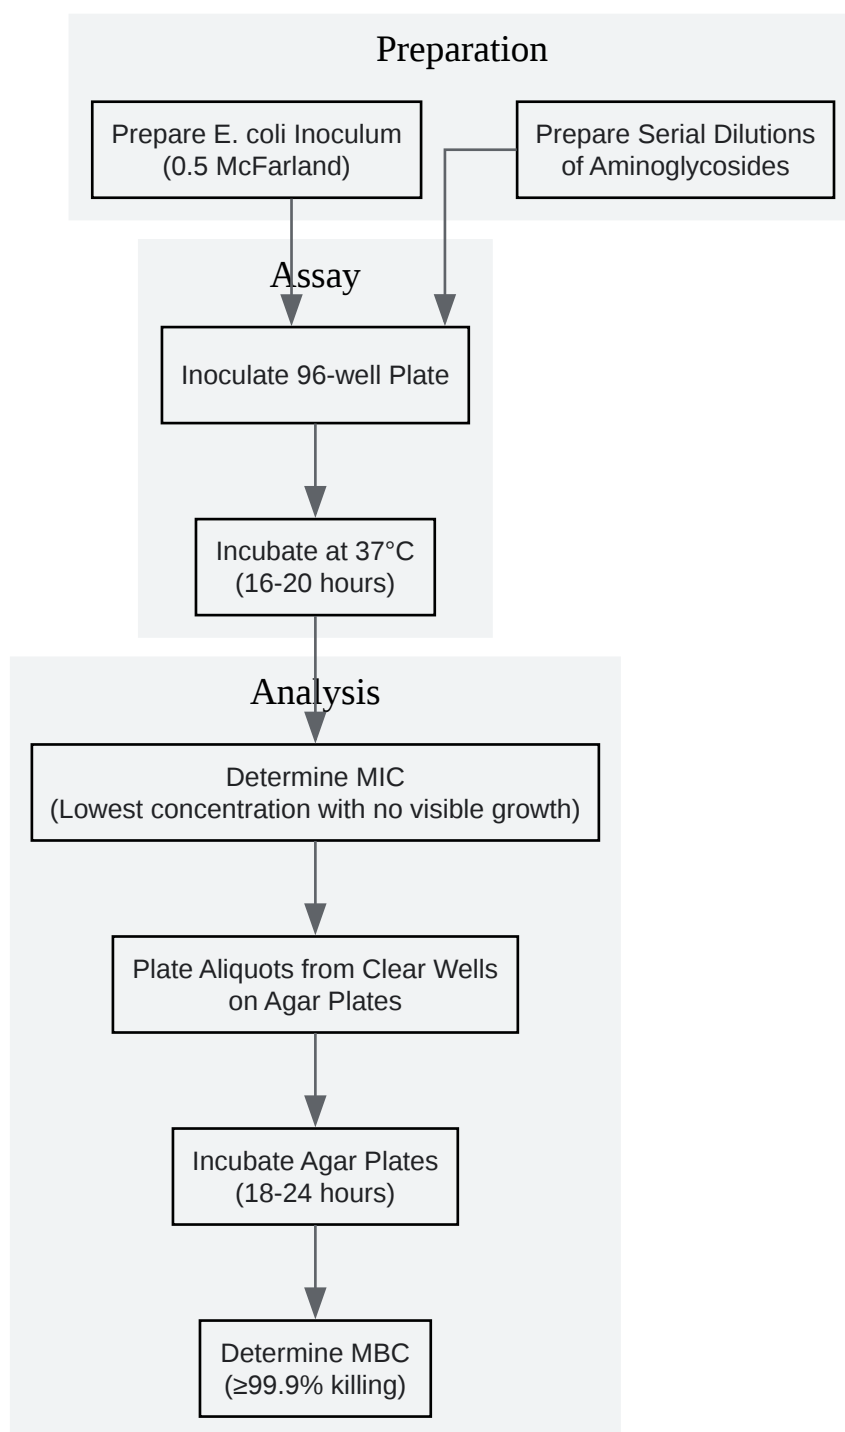 Preparation
Prepare E. coli Inoculum
(0.5 McFarland)
Prepare Serial Dilutions
of Aminoglycosides
Assay
Inoculate 96-well Plate
Incubate at 37°C
(16-20 hours)
Analysis
Determine MIC
(Lowest concentration with no visible growth)
Plate Aliquots from Clear Wells
on Agar Plates
Incubate Agar Plates
(18-24 hours)
Determine MBC
(≥99.9% killing)